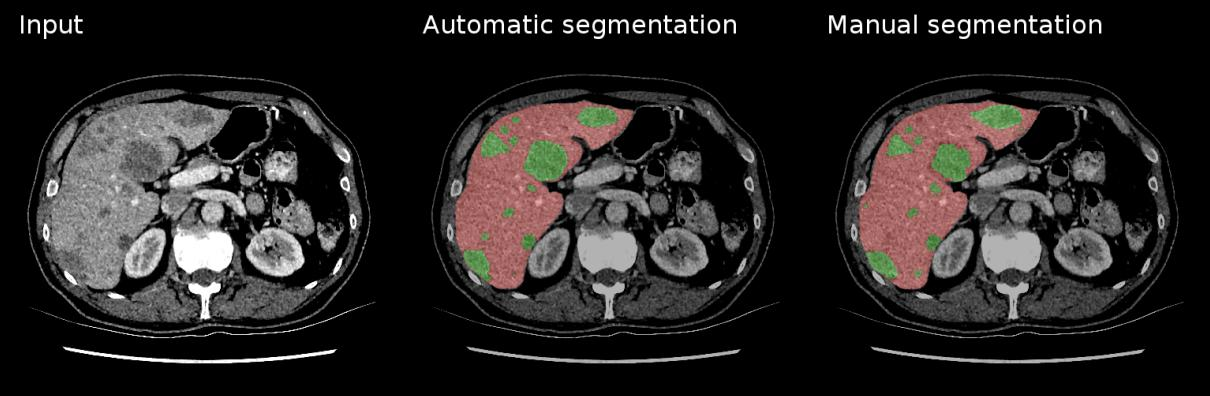 Input
Automatic segmentation
Manual segmentation